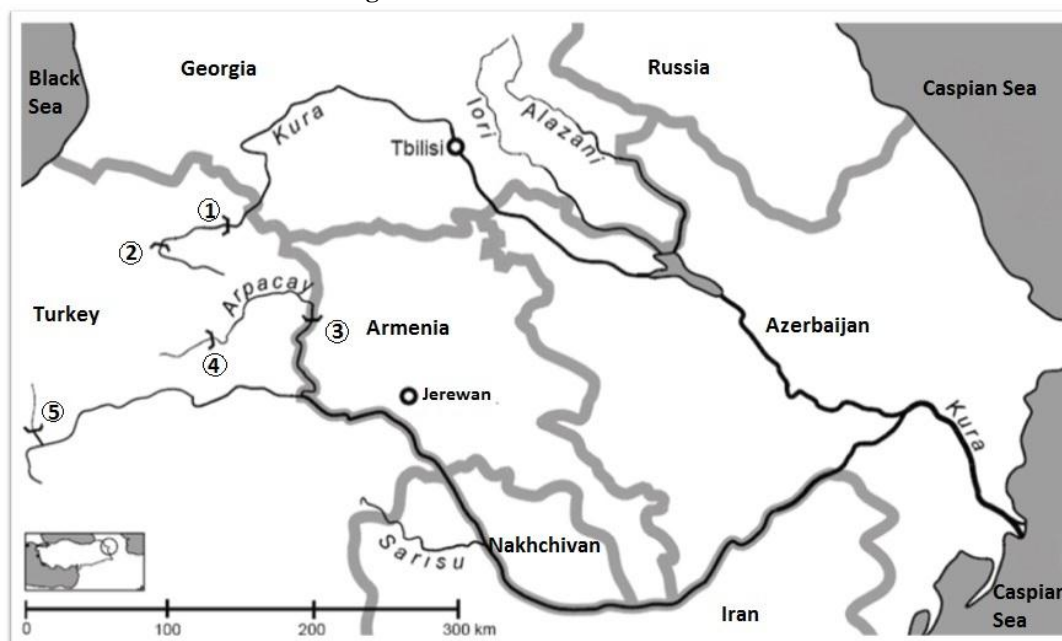 Georgia
Russia
Black
Sea
Caspian Sea
Kura
Iori
Alazani
Tbilisi
①
②
Arpacay
Turkey
③
Armenia
Azerbaijan
④
Jerewan
⑤
Kura
Nakhchivan
Sarisu
Iran
Caspian
Sea
0 100 200 300 km